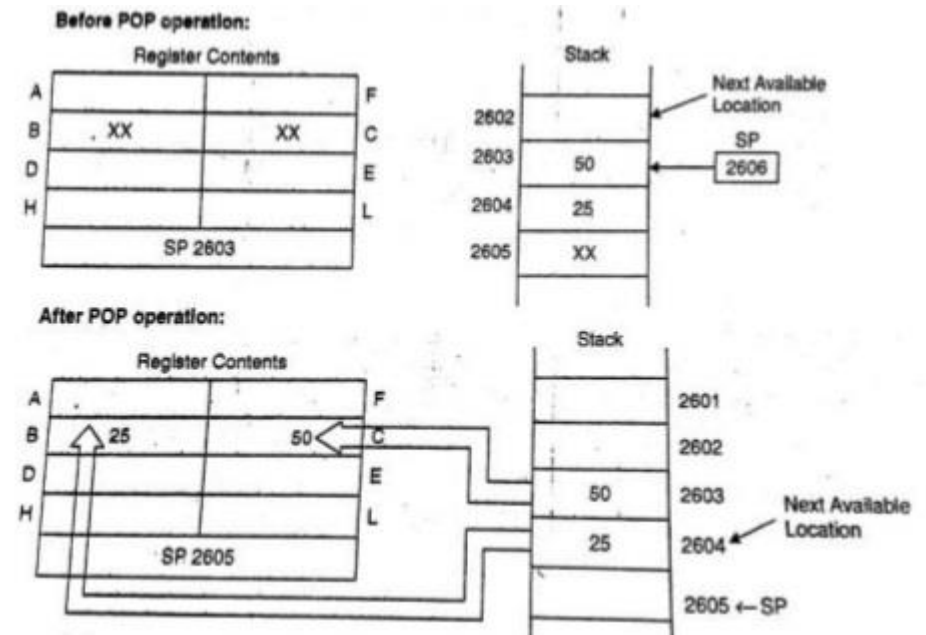 Before POP operation:
Register Contents
A F
B XX XX C
D E
H L
SP 2603
Stack
Next Available
Location
2602
SP
2603 50 2606
2604 25
2605 XX
After POP operation:
Register Contents
A F
B 25 50 C
D E
H L
SP 2605
Stack
2601
2602
50 2603
Next Available
Location
25 2604
2605 ←SP